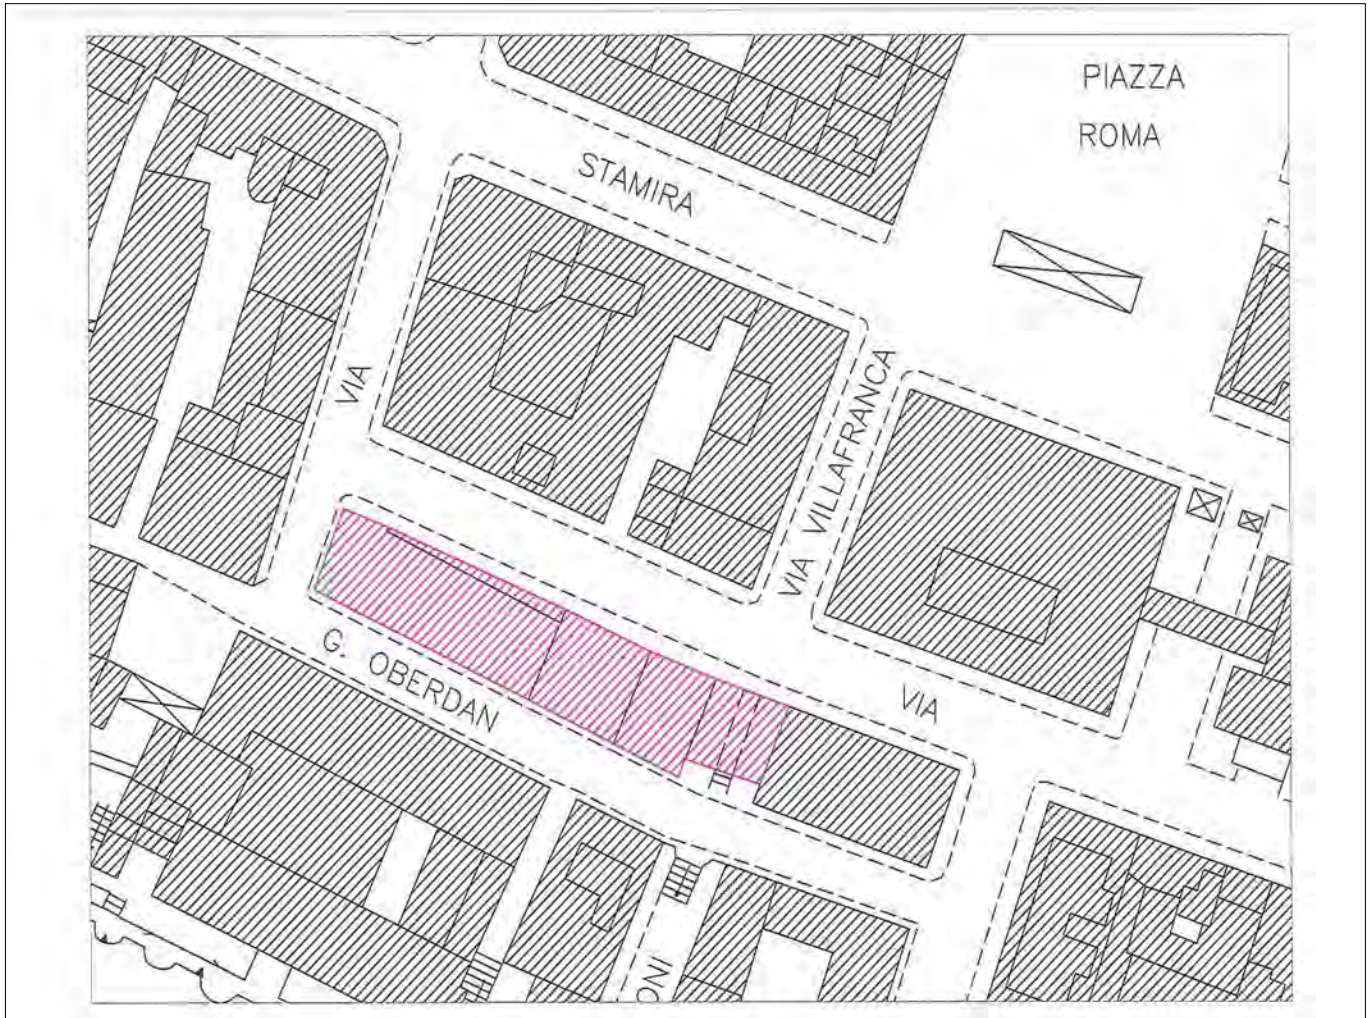 PIAZZA
ROMA
STAMIRA
VIA
VIA VILLAFRANCA
G. OBERDAN
VIA
ONI